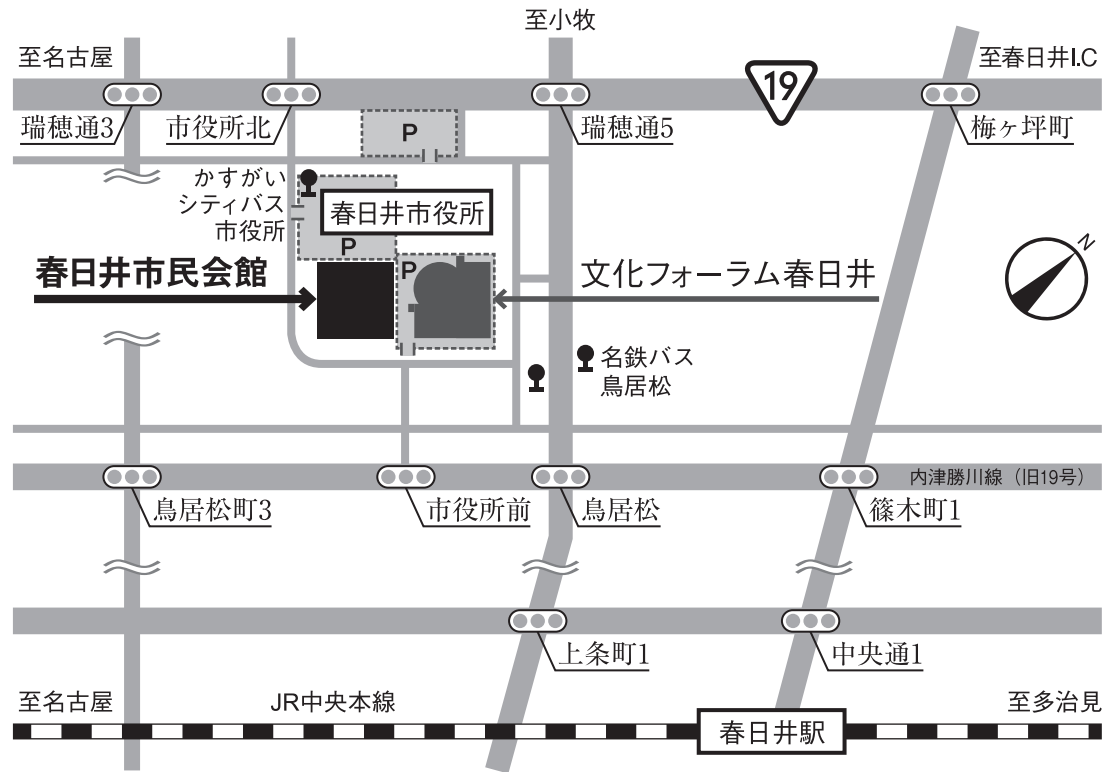 至小牧
至名古屋
19
至春日井I.C
瑞穂通3
市役所北
瑞穂通5
梅ヶ坪町
P
かすがい
シティバス
市役所
春日井市役所
P
N
春日井市民会館
P
文化フォーラム春日井
名鉄バス
鳥居松
内津勝川線（旧19号）
鳥居松町3
市役所前
鳥居松
篠木町1
上条町1
中央通1
至名古屋
JR中央本線
至多治見
春日井駅